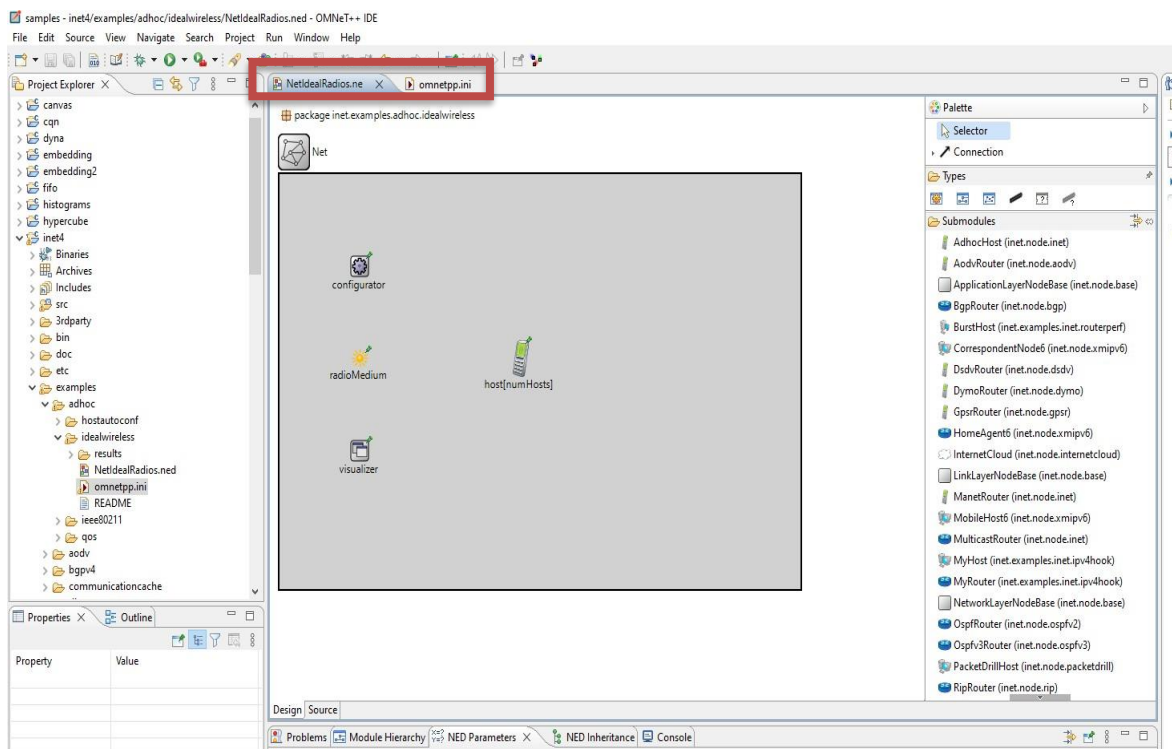 samples - inet4/examples/adhoc/idealwireless/NetIdealRadios.ned - OMNeT++ IDE
File Edit Source View Navigate Search Project Run Window Help
Project Explorer
canvas
cqn
dyna
embedding
embedding2
fifo
histograms
hypercube
inet4
Binaries
Archives
Includes
src
3rdparty
bin
doc
etc
examples
adhoc
hostautoconf
idealwireless
results
NetIdealRadios.ned
omnetpp.ini
README
ieee80211
qos
aodv
bgpv4
communicationcache
Properties Outline
Property Value
NetIdealRadios.ne omnetpp.ini
package inet.examples.adhoc.idealwireless
Net
configurator
radioMedium
host[numHosts]
visualizer
Design Source
Palette
Selector
Connection
Types
Submodules
AdhocHost (inet.node.inet)
AodvRouter (inet.node.aodv)
ApplicationLayerNodeBase (inet.node.base)
BgpRouter (inet.node.bgp)
BurstHost (inet.examples.inet.routerperf)
CorrespondentNode6 (inet.node.xmipv6)
DsdvRouter (inet.node.dsdv)
DymoRouter (inet.node.dymo)
GpsrRouter (inet.node.gpsr)
HomeAgent6 (inet.node.xmipv6)
InternetCloud (inet.node.internetcloud)
LinkLayerNodeBase (inet.node.base)
ManetRouter (inet.node.inet)
MobileHost6 (inet.node.xmipv6)
MulticastRouter (inet.node.inet)
MyHost (inet.examples.inet.ipv4hook)
MyRouter (inet.examples.inet.ipv4hook)
NetworkLayerNodeBase (inet.node.base)
OspfRouter (inet.node.ospfv2)
Ospfv3Router (inet.node.ospfv3)
PacketDrillHost (inet.node.packetdrill)
RipRouter (inet.node.rip)
Problems Module Hierarchy NED Parameters NED Inheritance Console